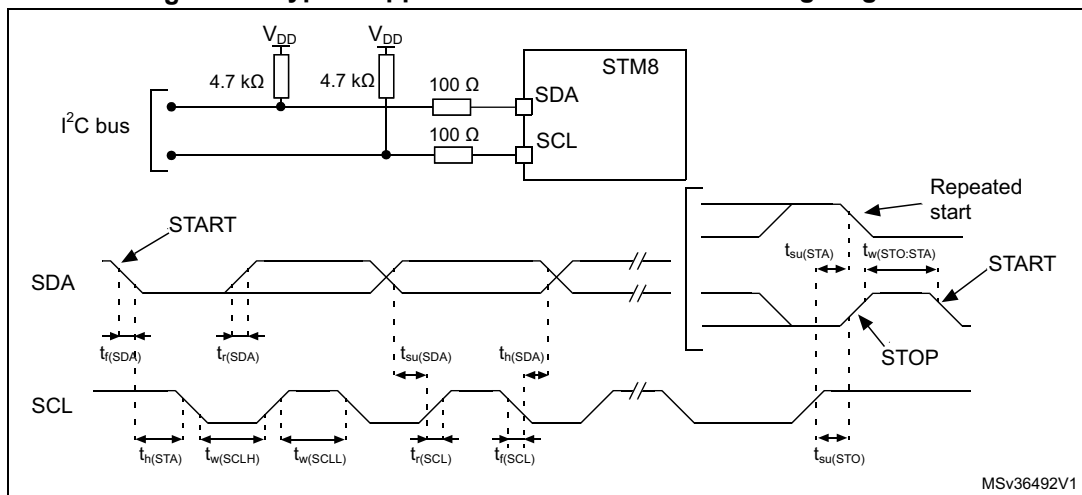 V_DD V_DD
STM8
4.7 kΩ 4.7 kΩ 100 Ω
SDA
I²C bus
100 Ω
SCL
Repeated
start
START
t_su(STA) t_w(STO:STA)
START
SDA
t_f(SDA) t_r(SDA) t_su(SDA) t_h(SDA)
STOP
SCL
t_h(STA) t_w(SCLH) t_w(SCLL) t_r(SCL) t_f(SCL) t_su(STO)
MSv36492V1